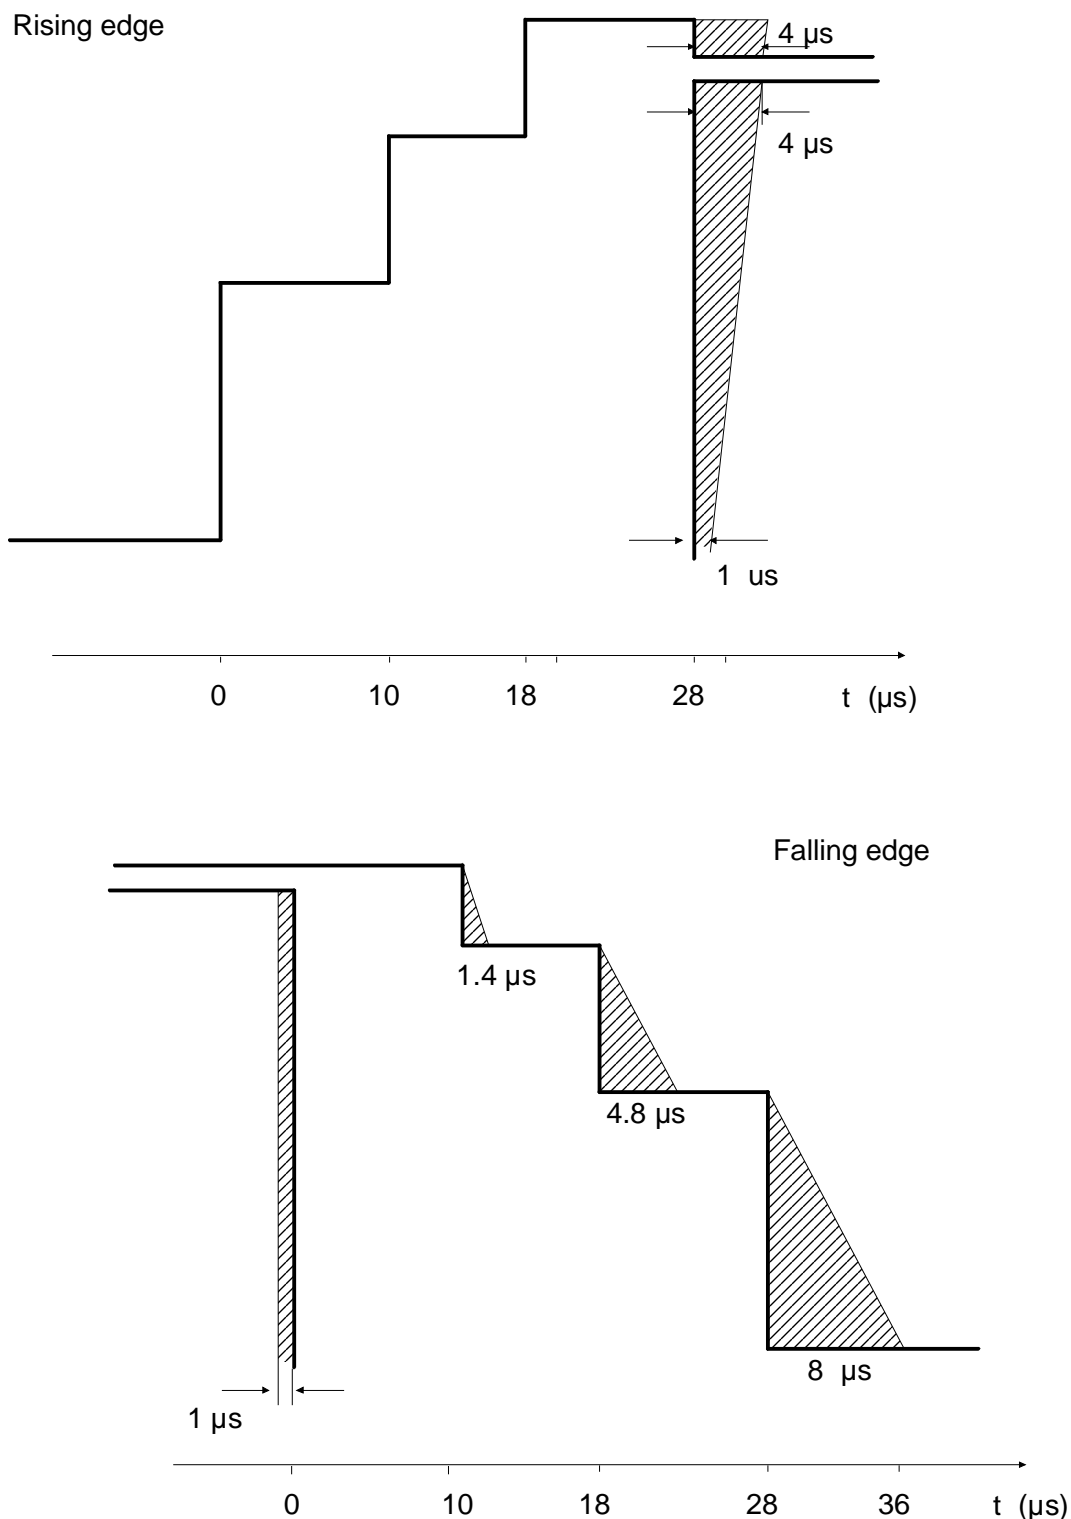 Rising edge
4 µs
4 µs
1 us
0 10 18 28 t (µs)
Falling edge
1.4 µs
4.8 µs
8 µs
1 µs
0 10 18 28 36 t (µs)